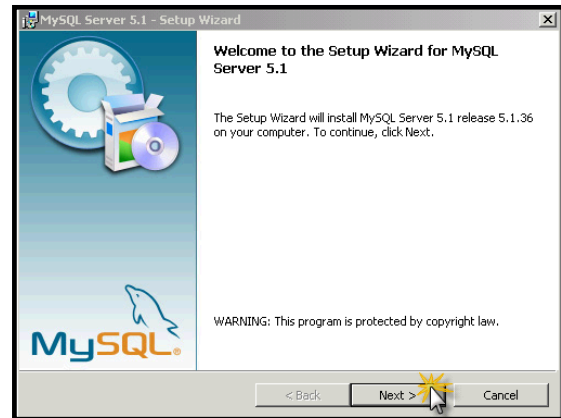 MySQL Server 5.1 - Setup Wizard
Welcome to the Setup Wizard for MySQL
Server 5.1
The Setup Wizard will install MySQL Server 5.1 release 5.1.36
on your computer. To continue, click Next.
WARNING: This program is protected by copyright law.
MySQL®
< Back
Next >
Cancel